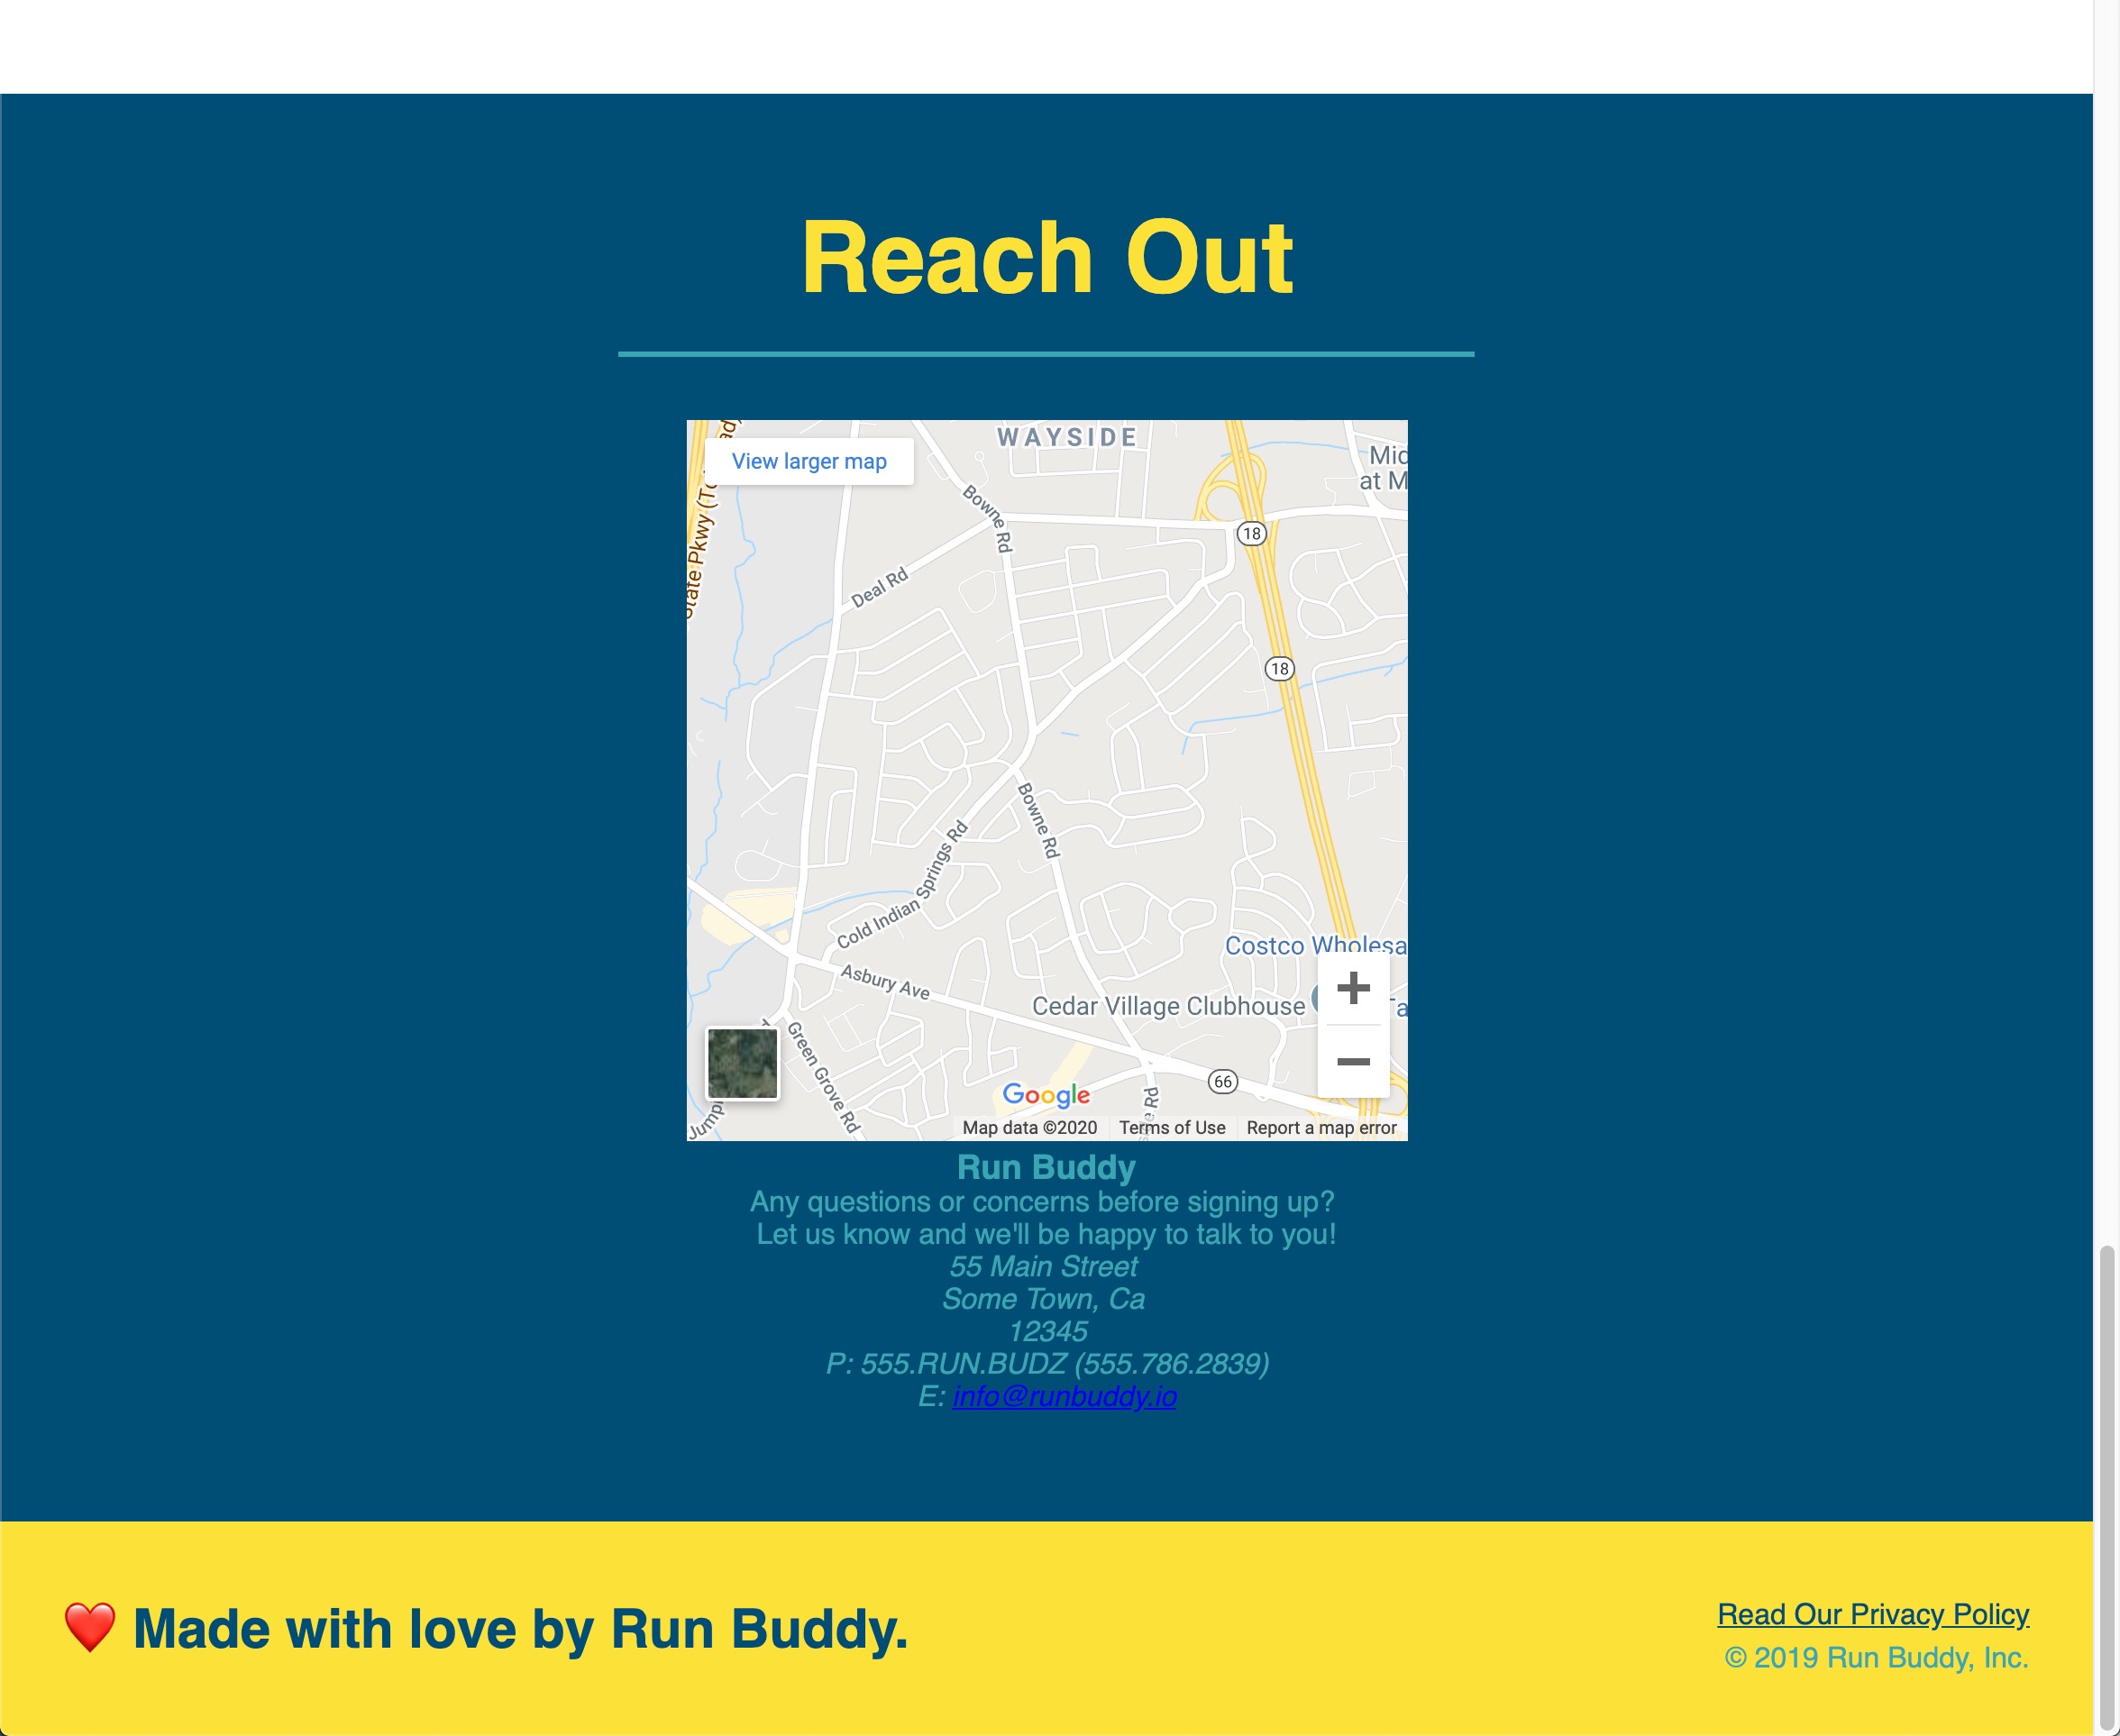 Reach Out
View larger map
WAYSIDE
Mid
at M
Bowne Rd
18
Deal Rd
State Pkwy
18
Bowne Rd
Cold Indian Springs Rd
Costco Wholesa
Asbury Ave
Cedar Village Clubhouse
Green Grove Rd
66
Google
Rd
Map data ©2020
Terms of Use
Report a map error
Run Buddy
Any questions or concerns before signing up?
Let us know and we'll be happy to talk to you!
55 Main Street
Some Town, Ca
12345
P: 555.RUN.BUDZ (555.786.2839)
E: info@runbuddy.io
❤️ Made with love by Run Buddy.
Read Our Privacy Policy
© 2019 Run Buddy, Inc.